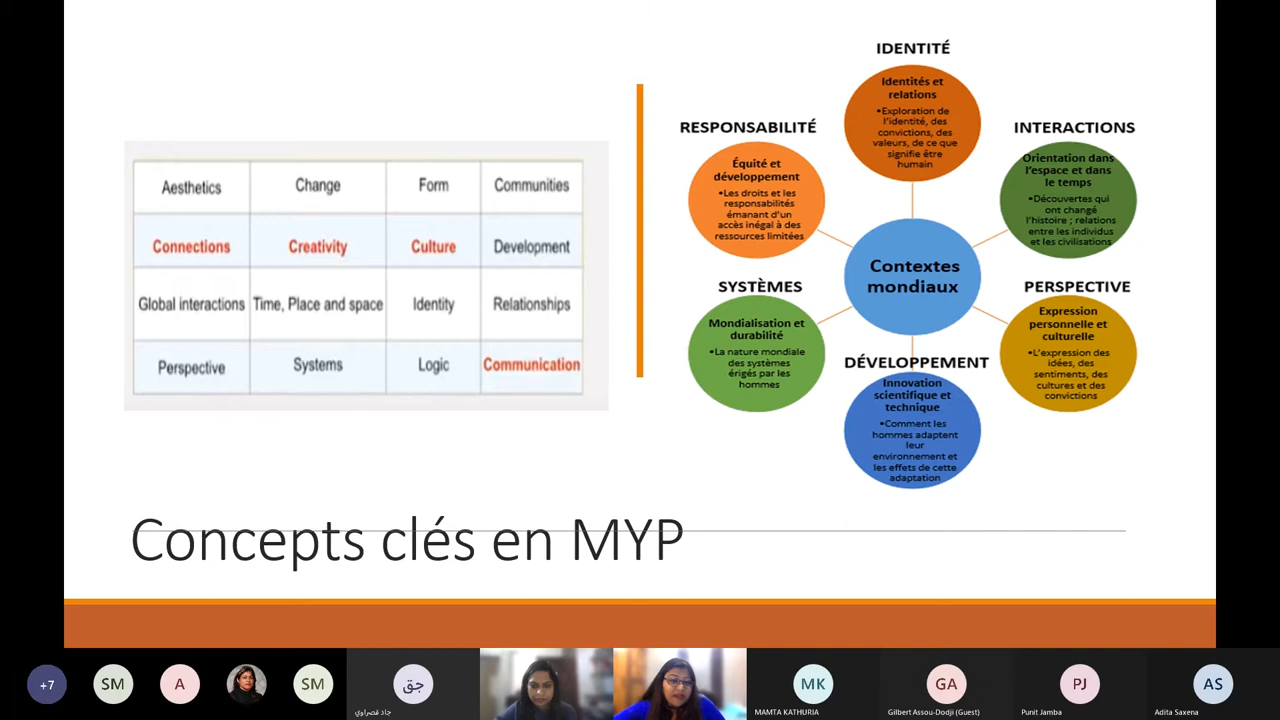 Aesthetics Change Form Communities
Connections Creativity Culture Development
Global interactions Time, Place and space Identity Relationships
Perspective Systems Logic Communication
IDENTITÉ
Identités et
relations
•Exploration de
l'identité, des
convictions, des
valeurs, de ce que
signifie être
humain
RESPONSABILITÉ
Équité et
développement
•Les droits et les
responsabilités
émanant d'un
accès inégal à des
ressources limitées
INTERACTIONS
Orientation dans
l'espace et dans
le temps
•Découvertes qui
ont changé
l'histoire ; relations
entre les individus
et les civilisations
Contextes
mondiaux
SYSTÈMES
Mondialisation et
durabilité
•La nature mondiale
des systèmes
érigés par les
hommes
PERSPECTIVE
Expression
personnelle et
culturelle
•L'expression des
idées, des
sentiments, des
cultures et des
convictions
DÉVELOPPEMENT
Innovation
scientifique et
technique
•Comment les
hommes adaptent
leur
environnement et
les effets de cette
adaptation
Concepts clés en MYP
+7
SM
A
SM
جق
جاد قصراوي
MK
MAMTA KATHURIA
GA
Gilbert Assou-Dodji (Guest)
PJ
Punit Jamba
AS
Adita Saxena